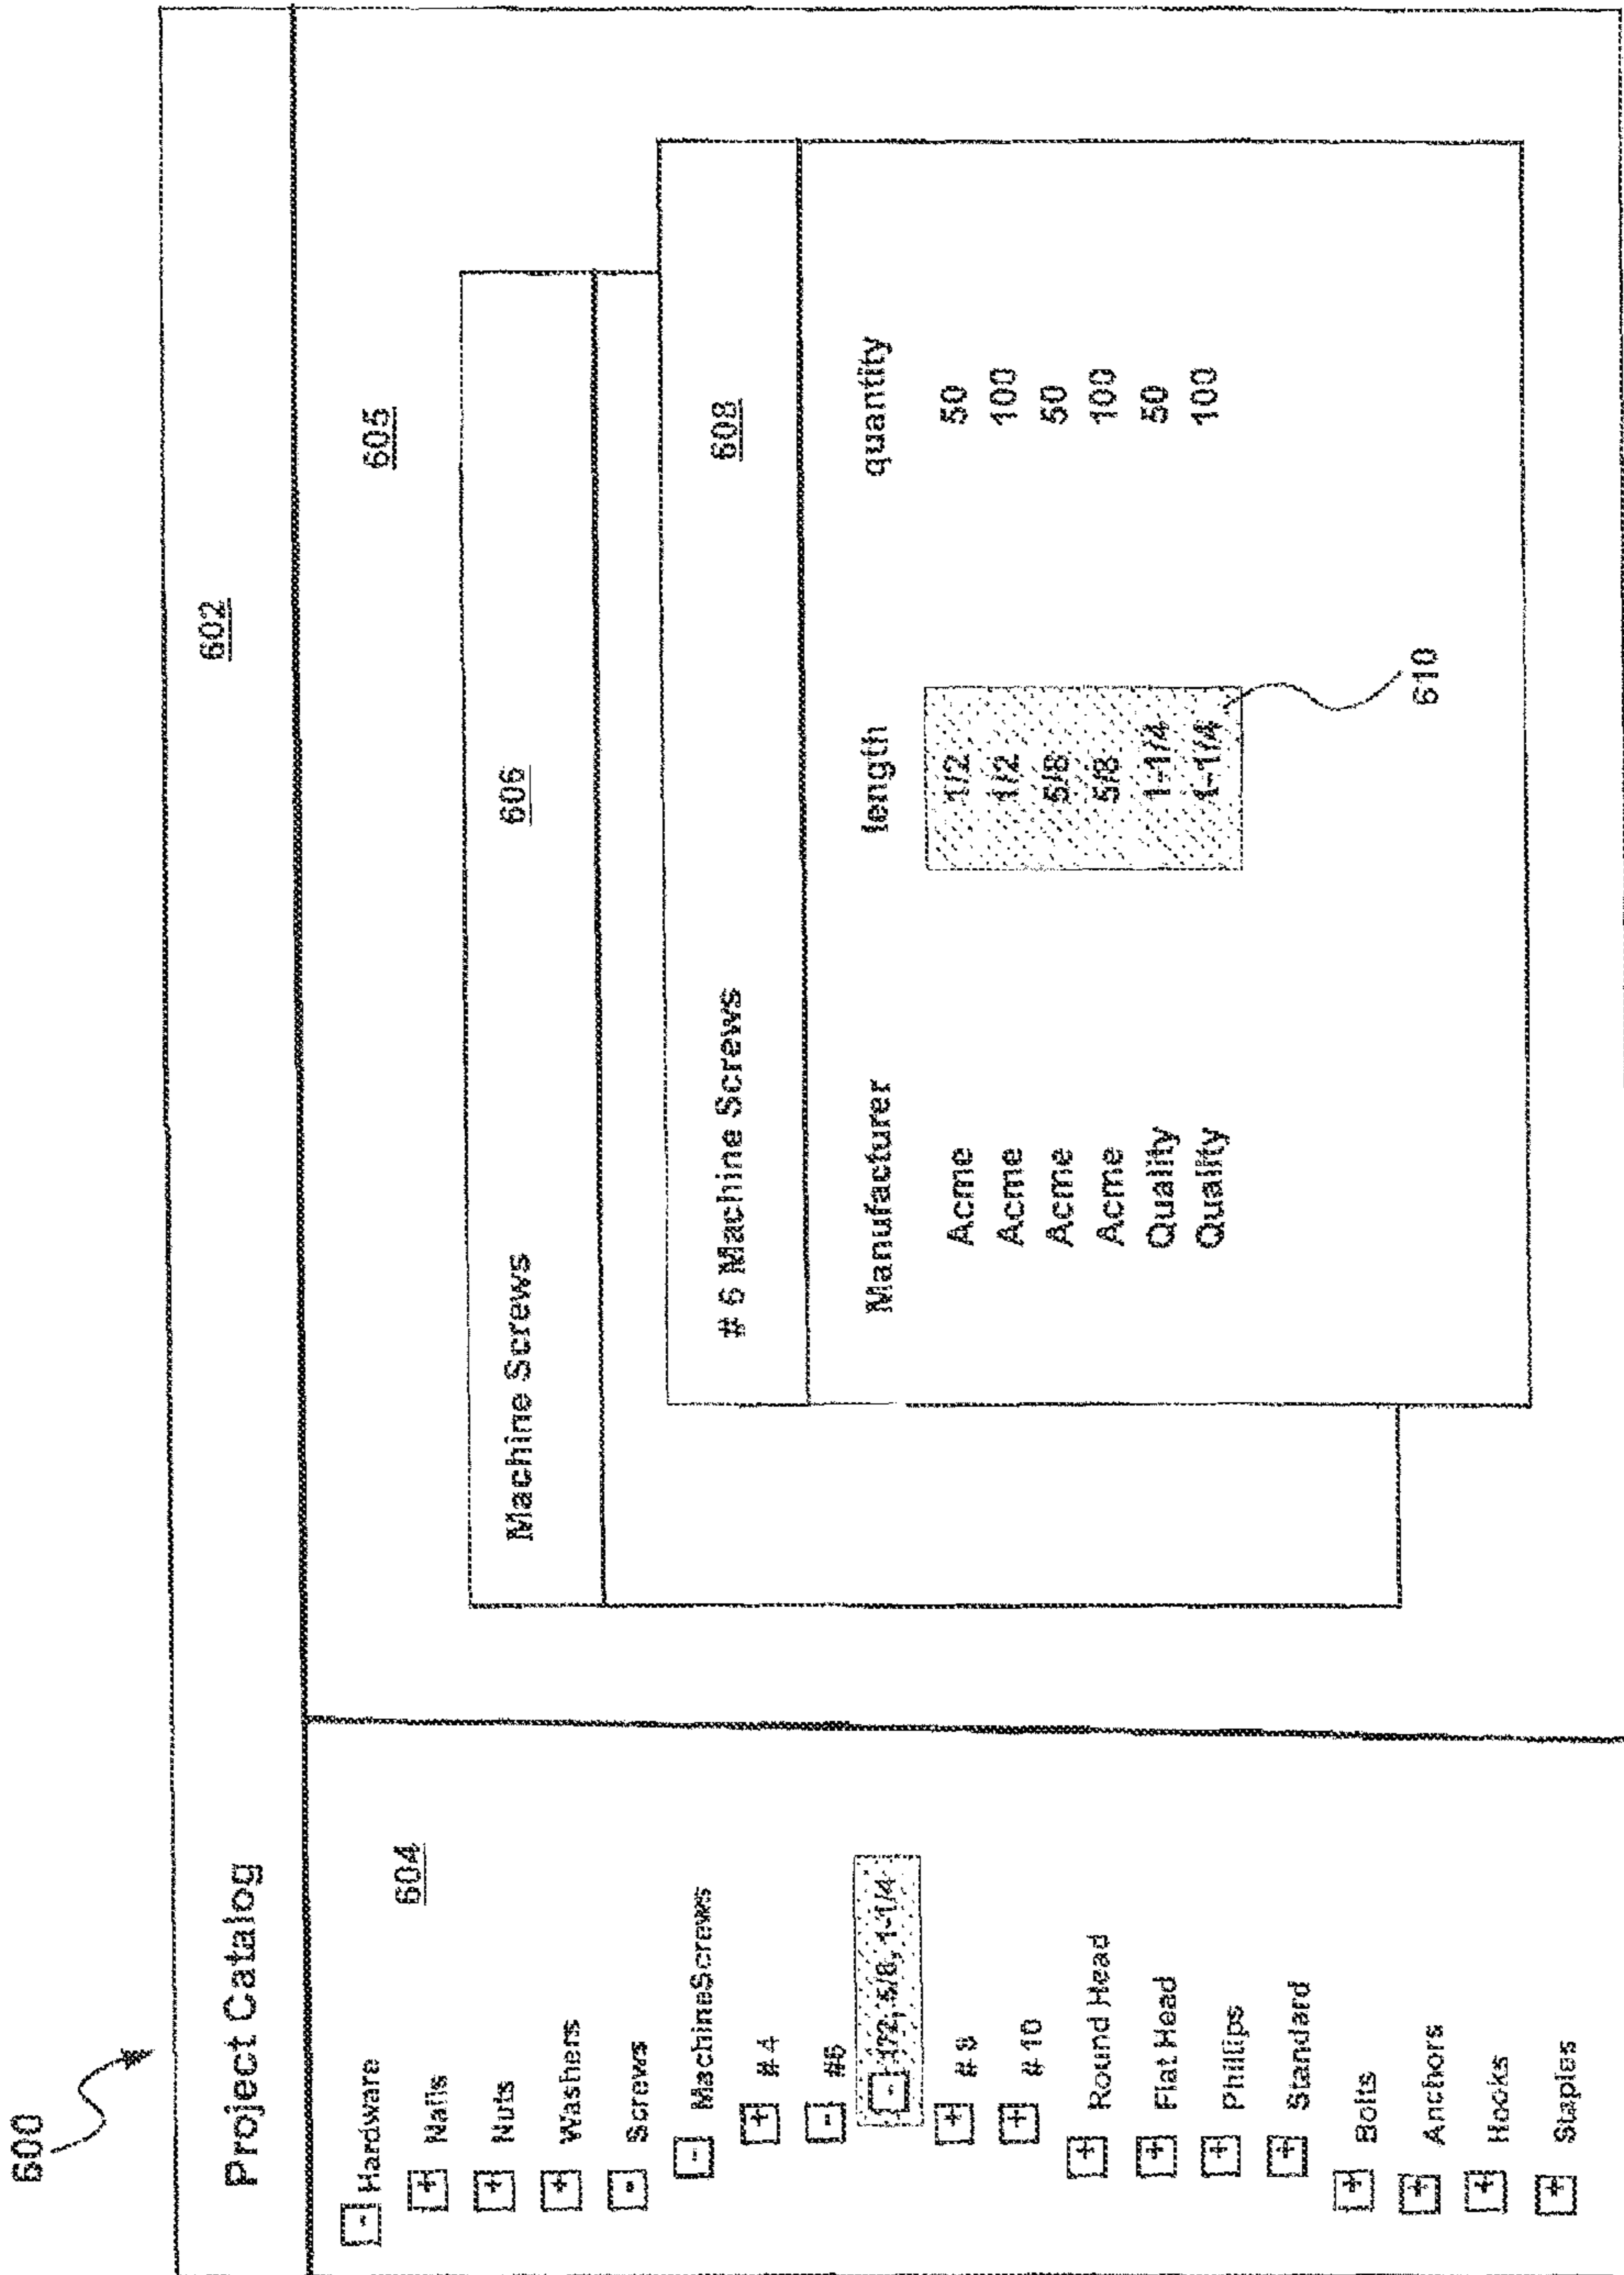 600
Project Catalog
602
[-] Hardware
604
[+] Nails
[+] Nuts
[+] Washers
[-] Screws
[-] MachineScrews
[+] # 4
[-] #6
[-] 1/2, 5/8, 1-1/4
[+] # 8
[+] # 10
[+] Round Head
[+] Flat Head
[+] Phillips
[+] Standard
[+] Bolts
[+] Anchors
[+] Hooks
[+] Staples
605
Machine Screws 606
# 6 Machine Screws 608
Manufacturer length quantity
Acme 1/2 50
Acme 1/2 100
Acme 5/8 50
Acme 5/8 100
Quality 1-1/4 50
Quality 1-1/4 100
610